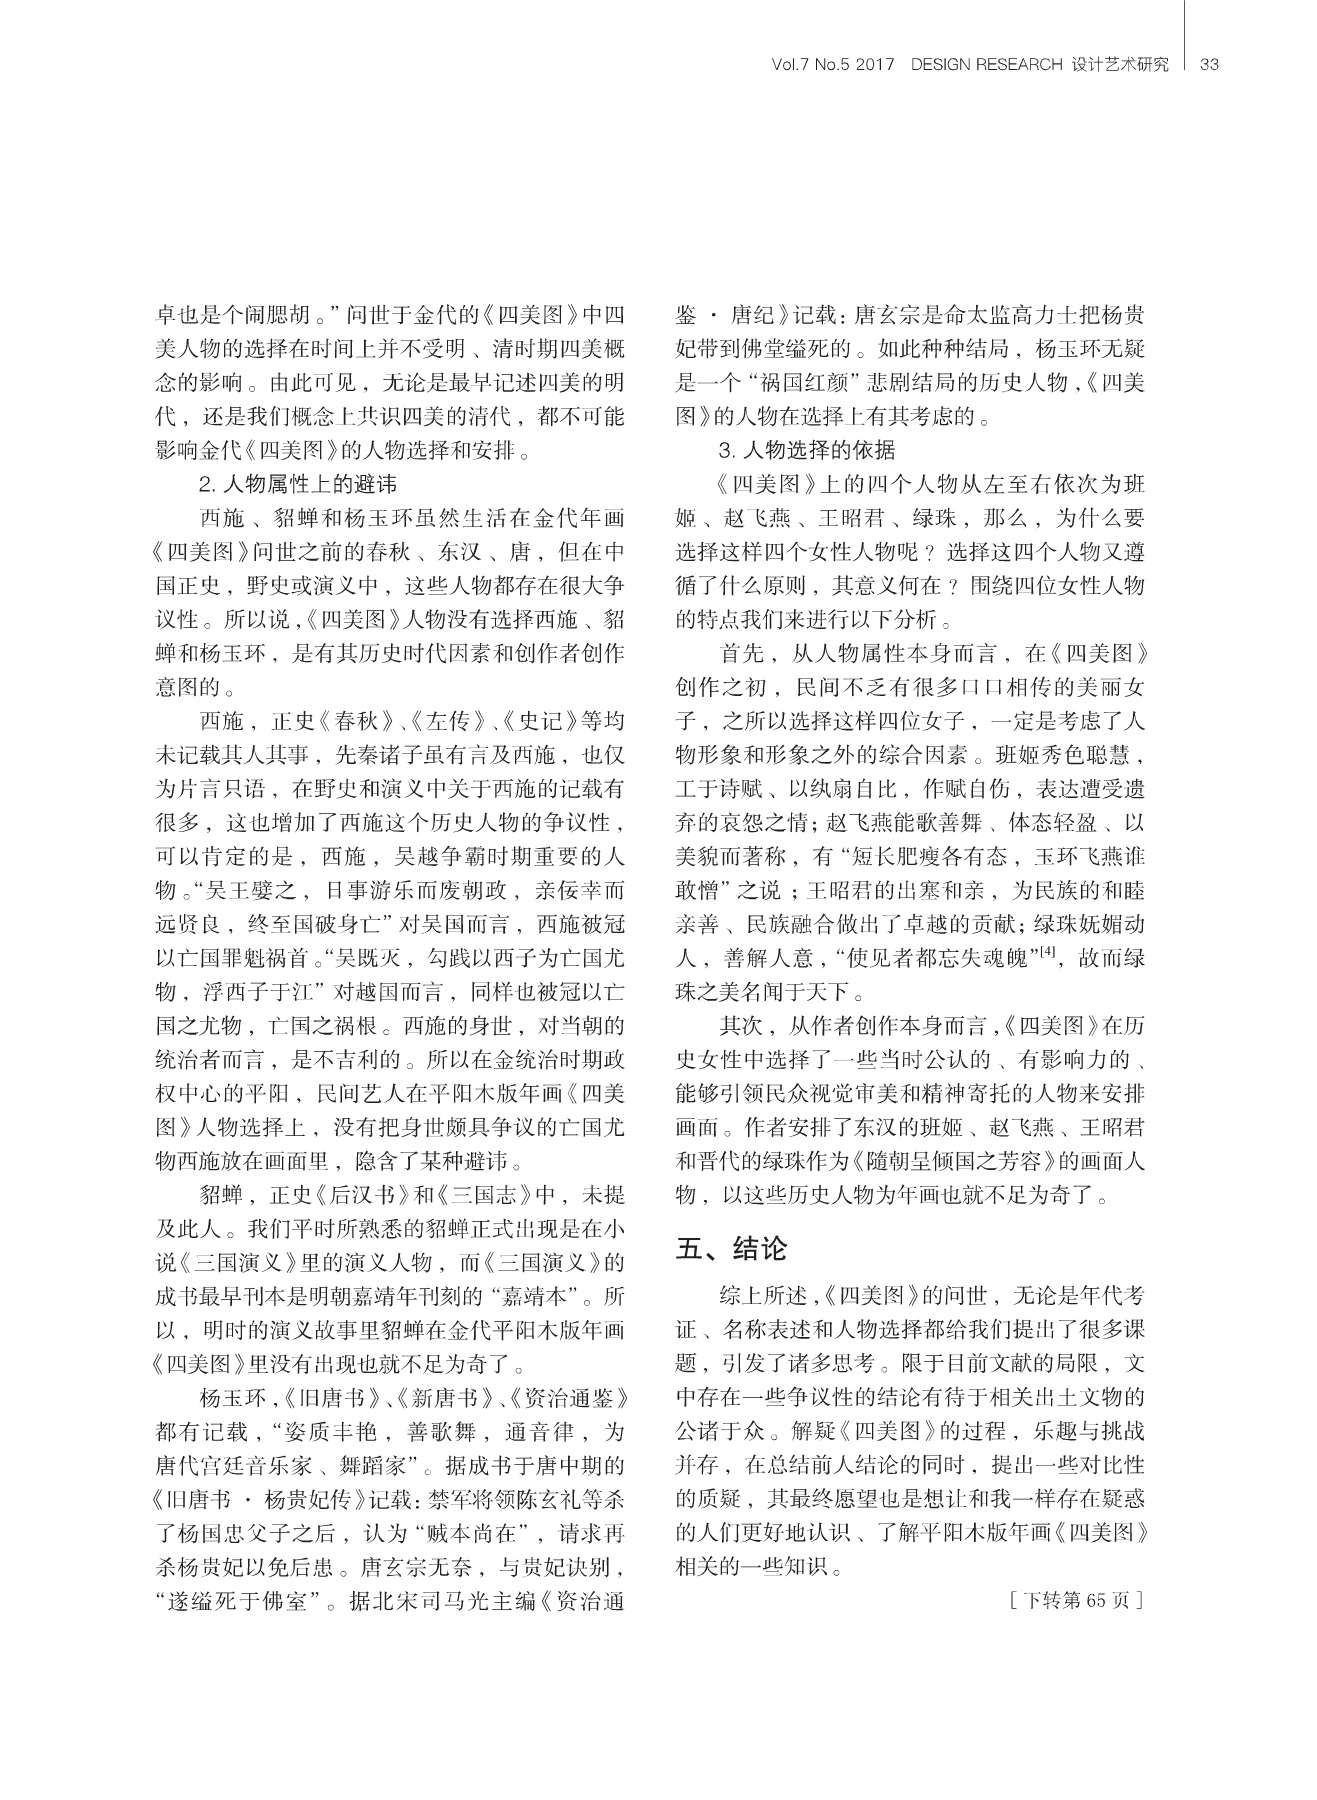 Vol.7 No.5 2017 DESIGN RESEARCH 设计艺术研究 33
卓也是个闹腮胡。”问世于金代的《四美图》中四
美人物的选择在时间上并不受明、清时期四美概
念的影响。由此可见，无论是最早记述四美的明
代，还是我们概念上共识四美的清代，都不可能
影响金代《四美图》的人物选择和安排。
2. 人物属性上的避讳
西施、貂蝉和杨玉环虽然生活在金代年画
《四美图》问世之前的春秋、东汉、唐，但在中
国正史，野史或演义中，这些人物都存在很大争
议性。所以说，《四美图》人物没有选择西施、貂
蝉和杨玉环，是有其历史时代因素和创作者创作
意图的。
西施，正史《春秋》、《左传》、《史记》等均
未记载其人其事，先秦诸子虽有言及西施，也仅
为片言只语，在野史和演义中关于西施的记载有
很多，这也增加了西施这个历史人物的争议性，
可以肯定的是，西施，吴越争霸时期重要的人
物。“吴王嬖之，日事游乐而废朝政，亲佞幸而
远贤良，终至国破身亡”对吴国而言，西施被冠
以亡国罪魁祸首。“吴既灭，勾践以西子为亡国尤
物，浮西子于江”对越国而言，同样也被冠以亡
国之尤物，亡国之祸根。西施的身世，对当朝的
统治者而言，是不吉利的。所以在金统治时期政
权中心的平阳，民间艺人在平阳木版年画《四美
图》人物选择上，没有把身世颇具争议的亡国尤
物西施放在画面里，隐含了某种避讳。
貂蝉，正史《后汉书》和《三国志》中，未提
及此人。我们平时所熟悉的貂蝉正式出现是在小
说《三国演义》里的演义人物，而《三国演义》的
成书最早刊本是明朝嘉靖年刊刻的“嘉靖本”。所
以，明时的演义故事里貂蝉在金代平阳木版年画
《四美图》里没有出现也就不足为奇了。
杨玉环，《旧唐书》、《新唐书》、《资治通鉴》
都有记载，“姿质丰艳，善歌舞，通音律，为
唐代宫廷音乐家、舞蹈家”。据成书于唐中期的
《旧唐书·杨贵妃传》记载：禁军将领陈玄礼等杀
了杨国忠父子之后，认为“贼本尚在”，请求再
杀杨贵妃以免后患。唐玄宗无奈，与贵妃诀别，
“遂缢死于佛室”。据北宋司马光主编《资治通
鉴·唐纪》记载：唐玄宗是命太监高力士把杨贵
妃带到佛堂缢死的。如此种种结局，杨玉环无疑
是一个“祸国红颜”悲剧结局的历史人物，《四美
图》的人物在选择上有其考虑的。
3. 人物选择的依据
《四美图》上的四个人物从左至右依次为班
姬、赵飞燕、王昭君、绿珠，那么，为什么要
选择这样四个女性人物呢？选择这四个人物又遵
循了什么原则，其意义何在？围绕四位女性人物
的特点我们来进行以下分析。
首先，从人物属性本身而言，在《四美图》
创作之初，民间不乏有很多口口相传的美丽女
子，之所以选择这样四位女子，一定是考虑了人
物形象和形象之外的综合因素。班姬秀色聪慧，
工于诗赋、以纨扇自比，作赋自伤，表达遭受遗
弃的哀怨之情；赵飞燕能歌善舞、体态轻盈、以
美貌而著称，有“短长肥瘦各有态，玉环飞燕谁
敢憎”之说；王昭君的出塞和亲，为民族的和睦
亲善、民族融合做出了卓越的贡献；绿珠妩媚动
人，善解人意，“使见者都忘失魂魄”[4]，故而绿
珠之美名闻于天下。
其次，从作者创作本身而言，《四美图》在历
史女性中选择了一些当时公认的、有影响力的、
能够引领民众视觉审美和精神寄托的人物来安排
画面。作者安排了东汉的班姬、赵飞燕、王昭君
和晋代的绿珠作为《隨朝呈倾国之芳容》的画面人
物，以这些历史人物为年画也就不足为奇了。
五、结论
综上所述，《四美图》的问世，无论是年代考
证、名称表述和人物选择都给我们提出了很多课
题，引发了诸多思考。限于目前文献的局限，文
中存在一些争议性的结论有待于相关出土文物的
公诸于众。解疑《四美图》的过程，乐趣与挑战
并存，在总结前人结论的同时，提出一些对比性
的质疑，其最终愿望也是想让和我一样存在疑惑
的人们更好地认识、了解平阳木版年画《四美图》
相关的一些知识。
［下转第 65 页］